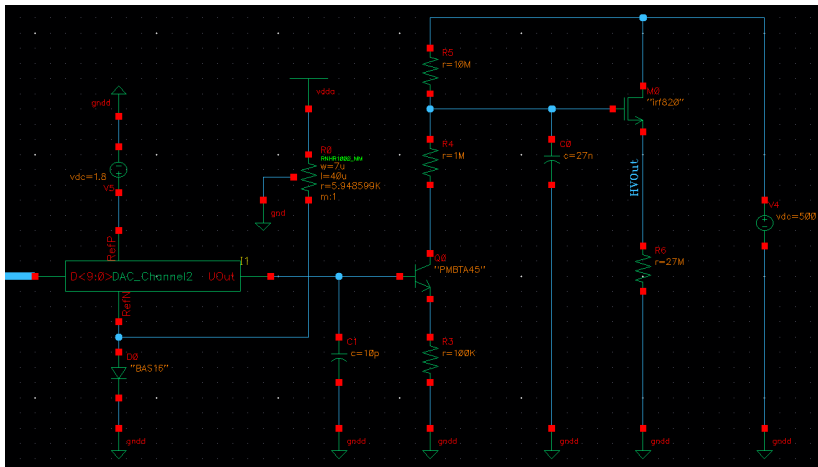 R5
r=10M
M0
"irf820"
gndd
vdda
R4
r=1M
C0
c=27n
R0
RNHR1000_MM
w=7u
l=40u
r=5.948599K
m:1
vdc=1.8
V5
gnd
HVOut
V4
vdc=500
RefP
I1
D<9:0>
DAC_Channel2
UOut
Q0
"PMBTA45"
R6
r=27M
RefN
C1
c=10p
R3
r=100K
D0
"BAS16"
gndd
gndd
gndd
gndd
gndd
gndd